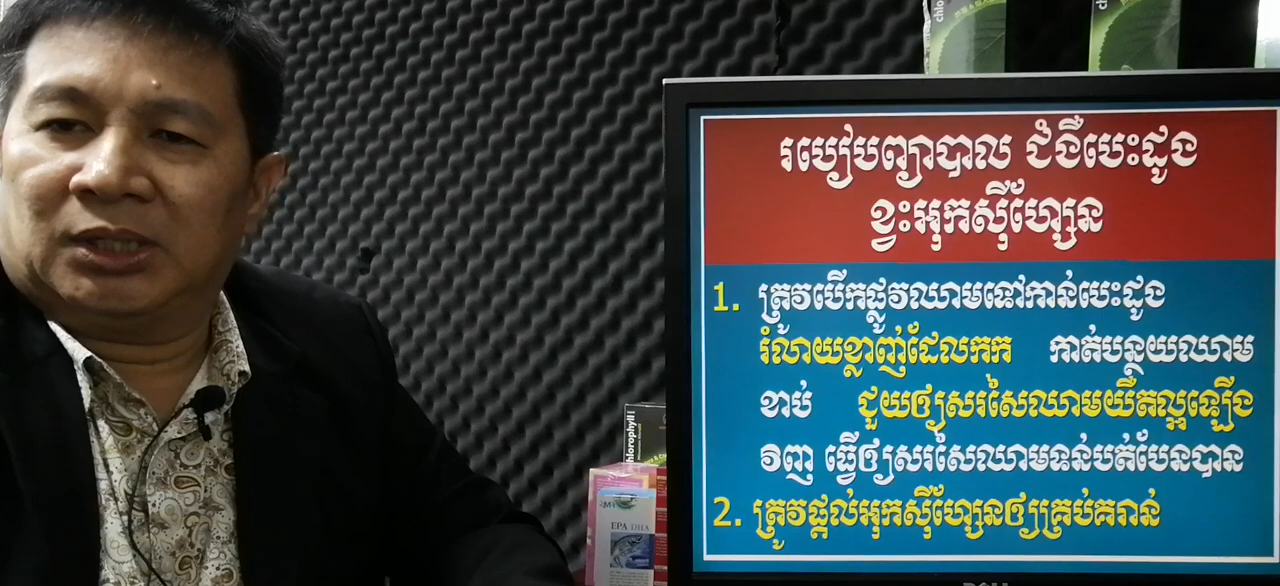 របៀបព្យាបាល ជំងឺបេះដូង
ខ្វះអុកស៊ីហ្សែន
1. ត្រូវបើកផ្លូវឈាមទៅកាន់បេះដូង
រំលាយខ្លាញ់ដែលកក កាត់បន្ថយឈាម
ខាប់ ជួយឲ្យសរសៃឈាមយឺតល្អឡើង
វិញ ធ្វើឲ្យសរសៃឈាមទន់បត់បែនបាន
2. ត្រូវផ្តល់អុកស៊ីហ្សែនឲ្យគ្រប់គ្រាន់
chlorophyll
EPA DHA